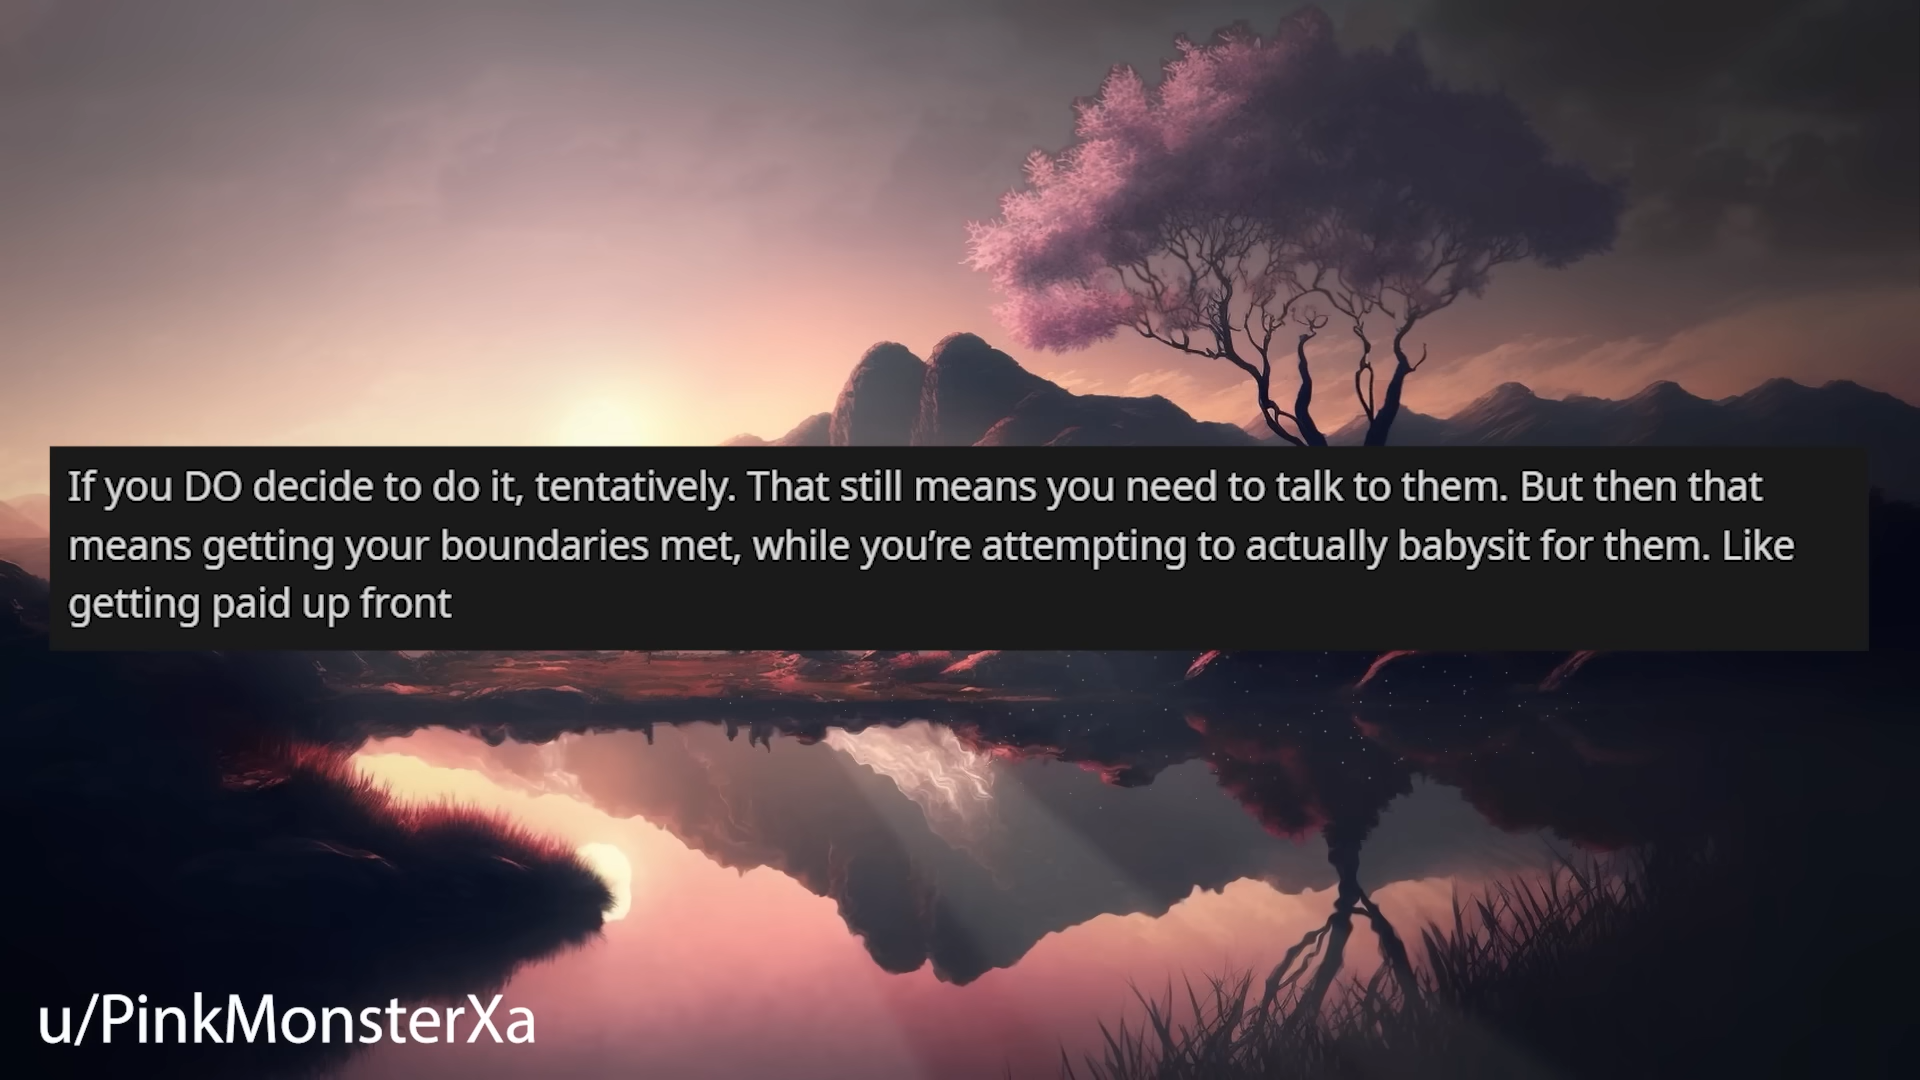 If you DO decide to do it, tentatively. That still means you need to talk to them. But then that
means getting your boundaries met, while you’re attempting to actually babysit for them. Like
getting paid up front
u/PinkMonsterXa